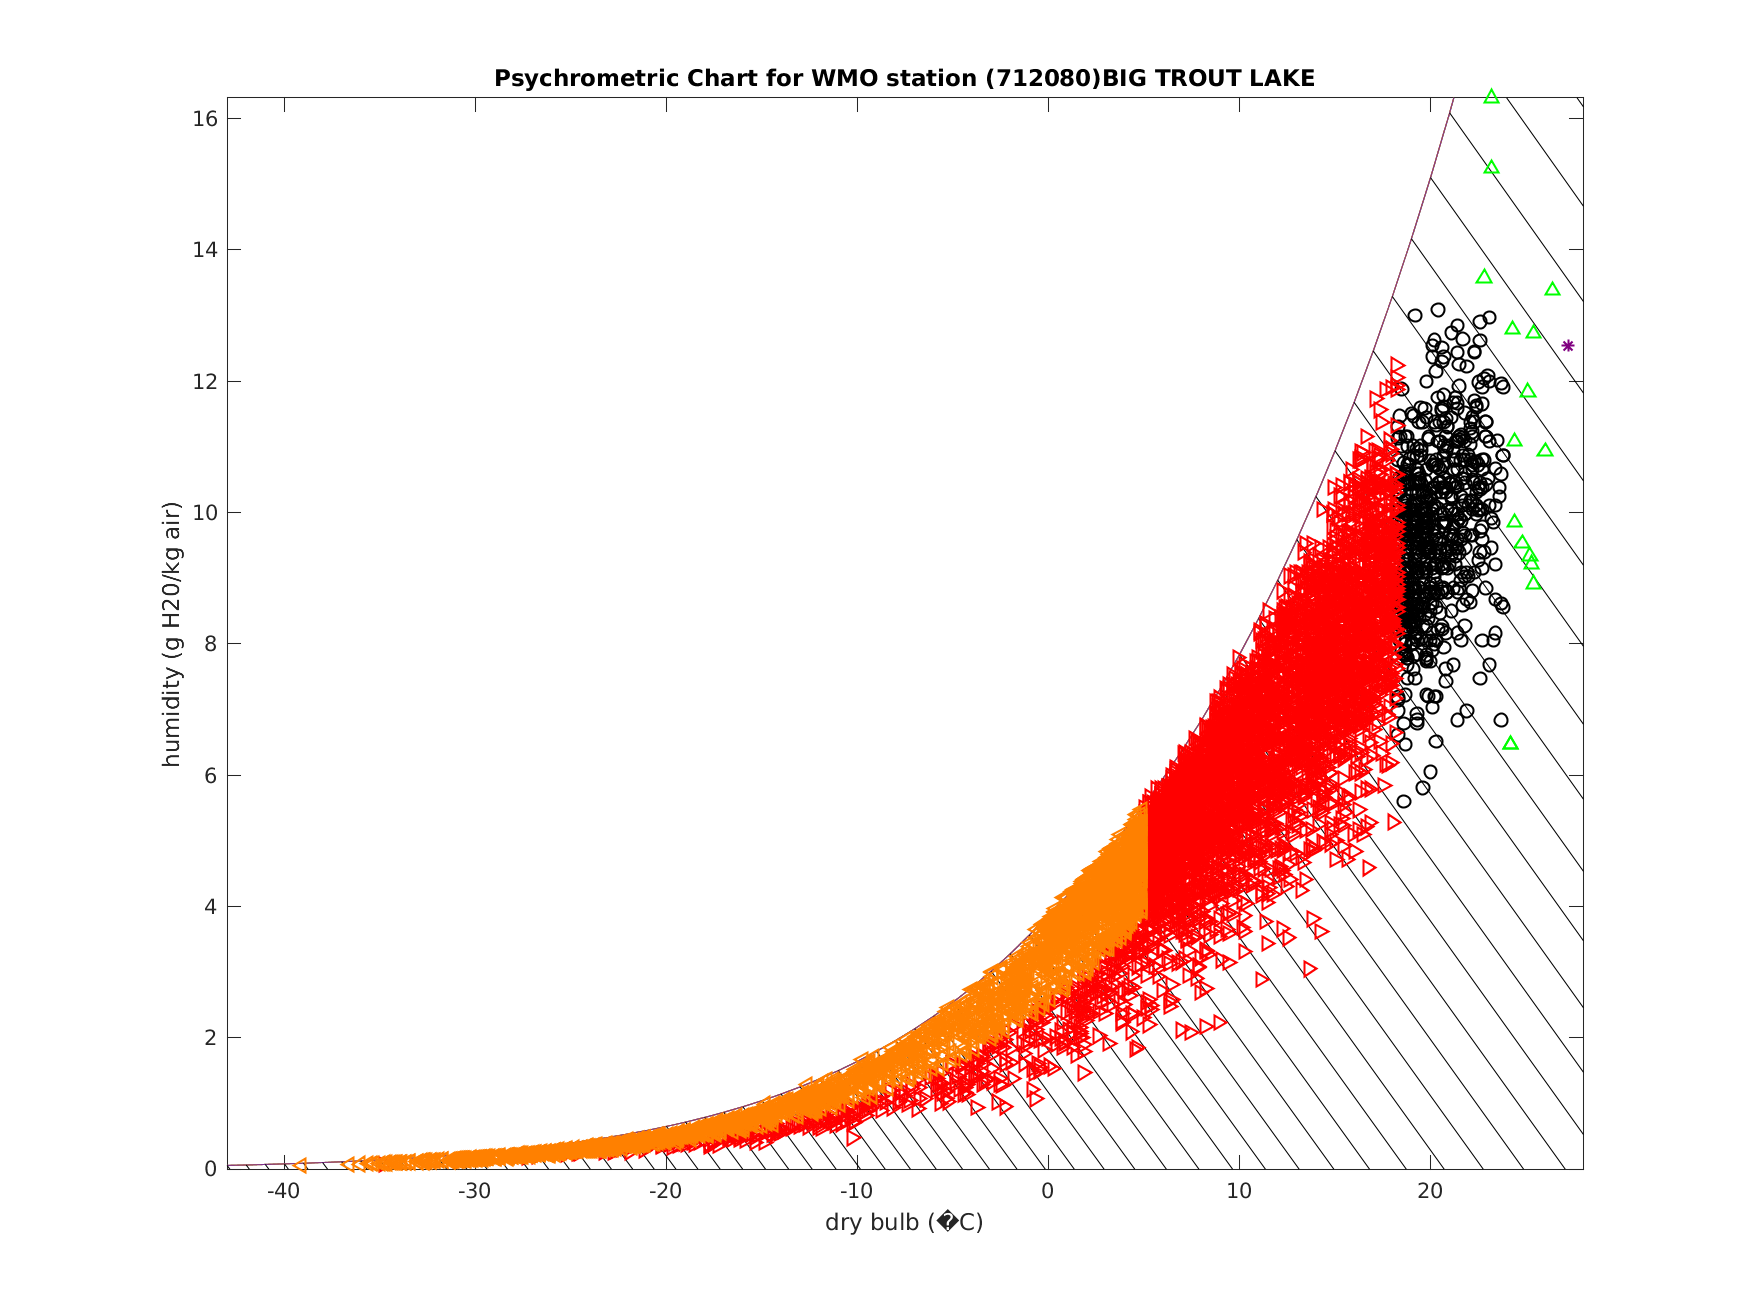 Psychrometric Chart for WMO station (712080)BIG TROUT LAKE
16
14
12
10
8
6
4
2
0
humidity (g H20/kg air)
-40 -30 -20 -10 0 10 20
dry bulb (�C)